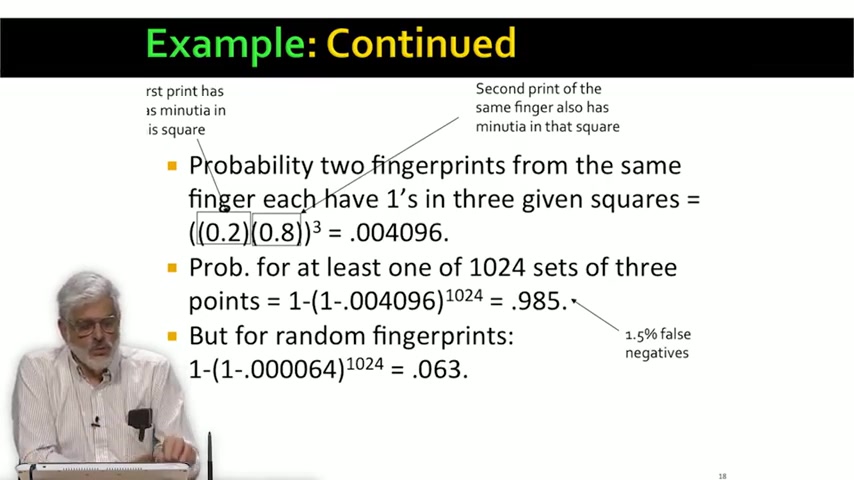 Example: Continued
rst print has
as minutia in
is square
Second print of the
same finger also has
minutia in that square
▪ Probability two fingerprints from the same
finger each have 1's in three given squares =
((0.2)(0.8))³ = .004096.
▪ Prob. for at least one of 1024 sets of three
points = 1-(1-.004096)¹⁰²⁴ = .985.
1.5% false
negatives
▪ But for random fingerprints:
1-(1-.000064)¹⁰²⁴ = .063.
18